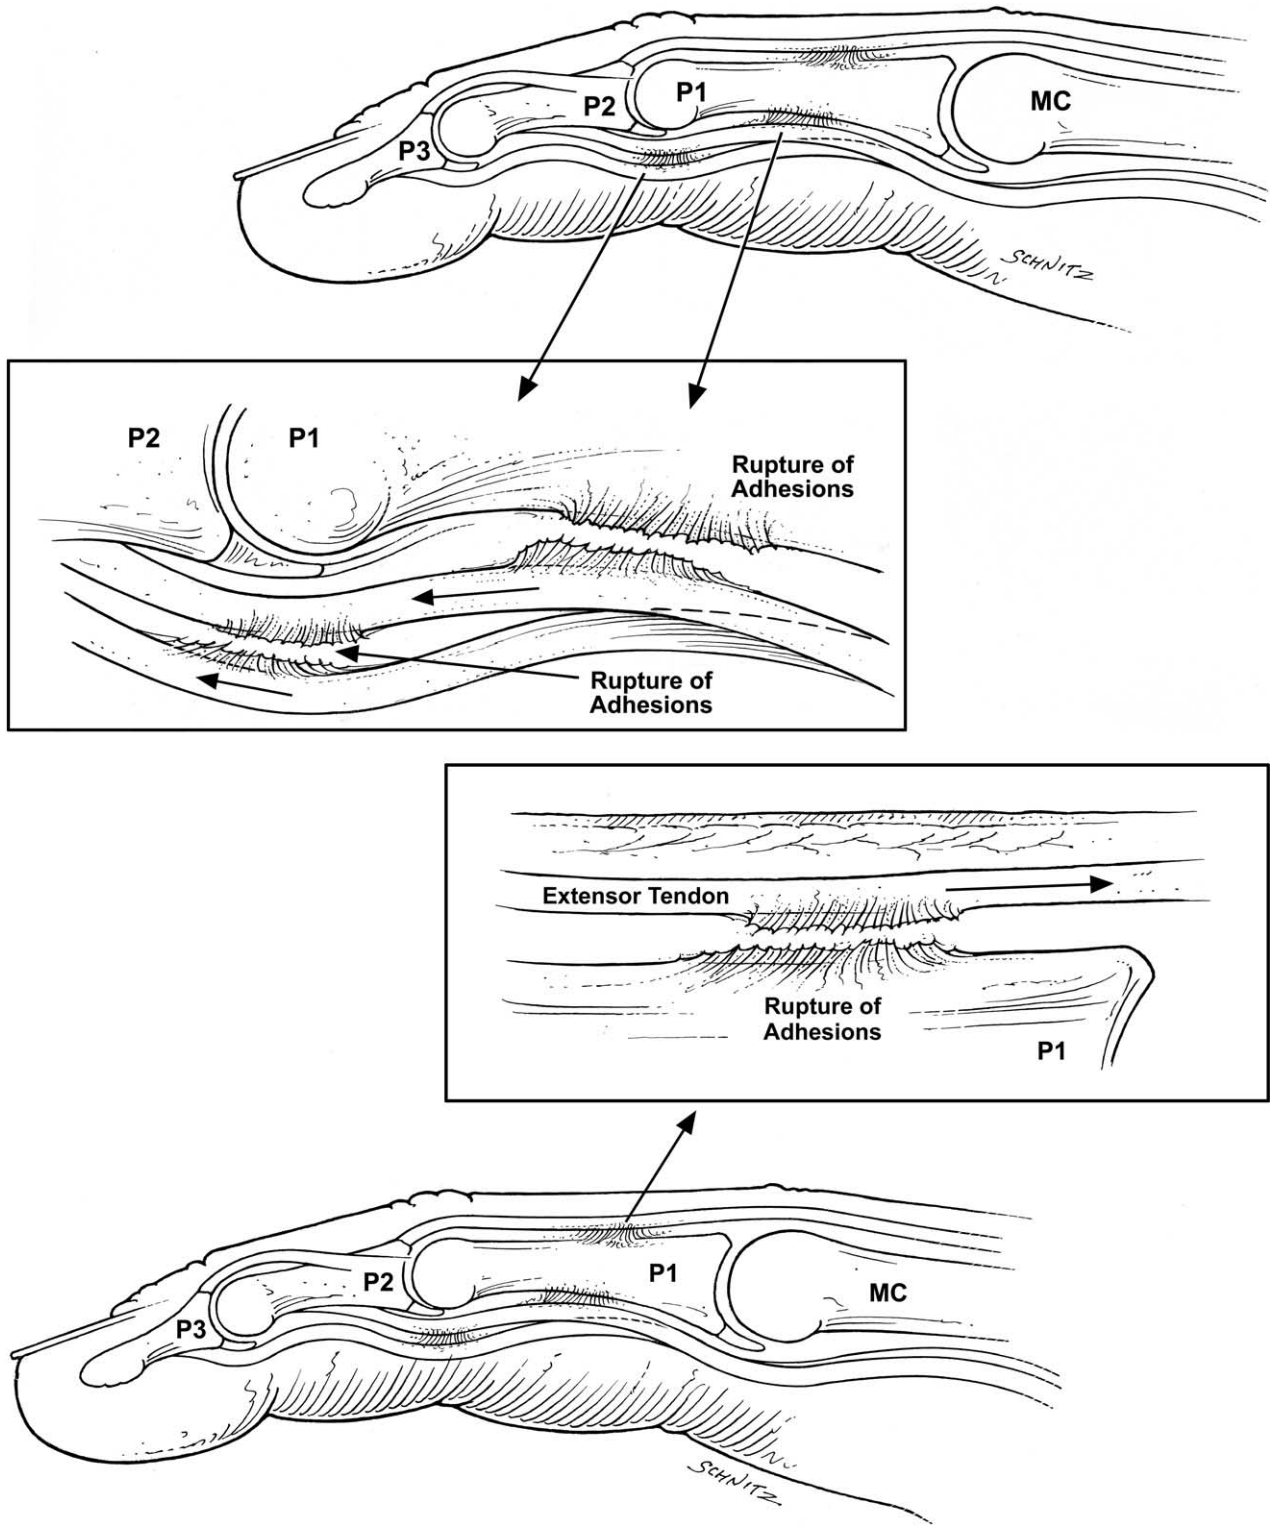 P3
P2
P1
MC
SCHNITZ
P2
P1
Rupture of
Adhesions
Rupture of
Adhesions
Extensor Tendon
Rupture of
Adhesions
P1
P3
P2
P1
MC
SCHNITZ